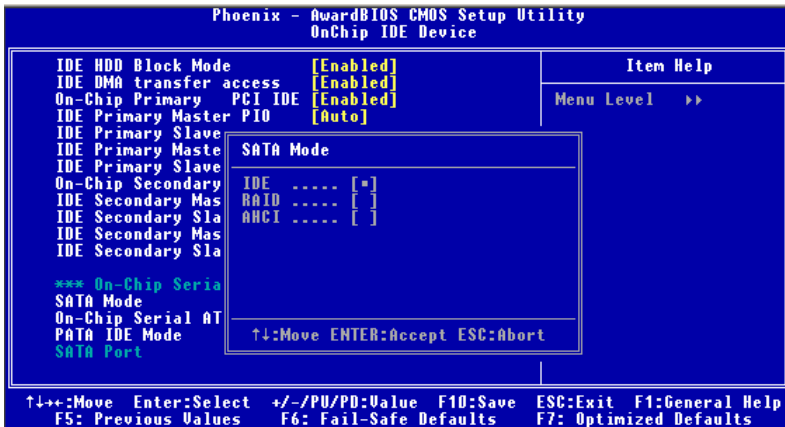 Phoenix - AwardBIOS CMOS Setup Utility
OnChip IDE Device
IDE HDD Block Mode [Enabled]
IDE DMA transfer access [Enabled]
On-Chip Primary PCI IDE [Enabled]
IDE Primary Master PIO [Auto]
IDE Primary Slave
IDE Primary Maste
IDE Primary Slave
On-Chip Secondary
IDE Secondary Mas
IDE Secondary Sla
IDE Secondary Mas
IDE Secondary Sla
*** On-Chip Seria
SATA Mode
On-Chip Serial AT
PATA IDE Mode
SATA Port
Item Help
Menu Level ▸▸
SATA Mode
IDE ..... [▪]
RAID ..... [ ]
AHCI ..... [ ]
↑↓:Move ENTER:Accept ESC:Abort
↑↓→←:Move Enter:Select +/-/PU/PD:Value F10:Save ESC:Exit F1:General Help
F5: Previous Values F6: Fail-Safe Defaults F7: Optimized Defaults